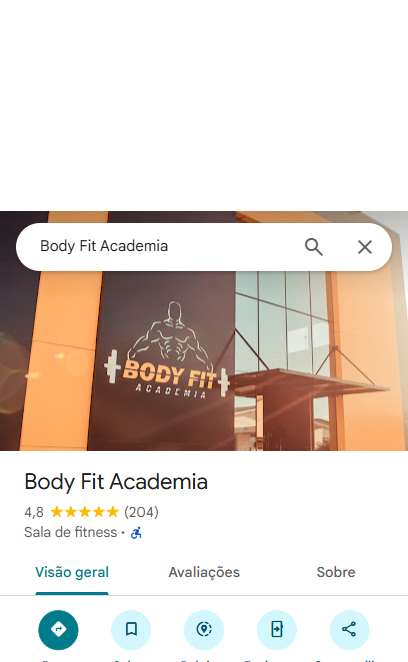 Body Fit Academia
BODY FIT
ACADEMIA
Body Fit Academia
4,8 (204)
Sala de fitness ·
Visão geral
Avaliações
Sobre